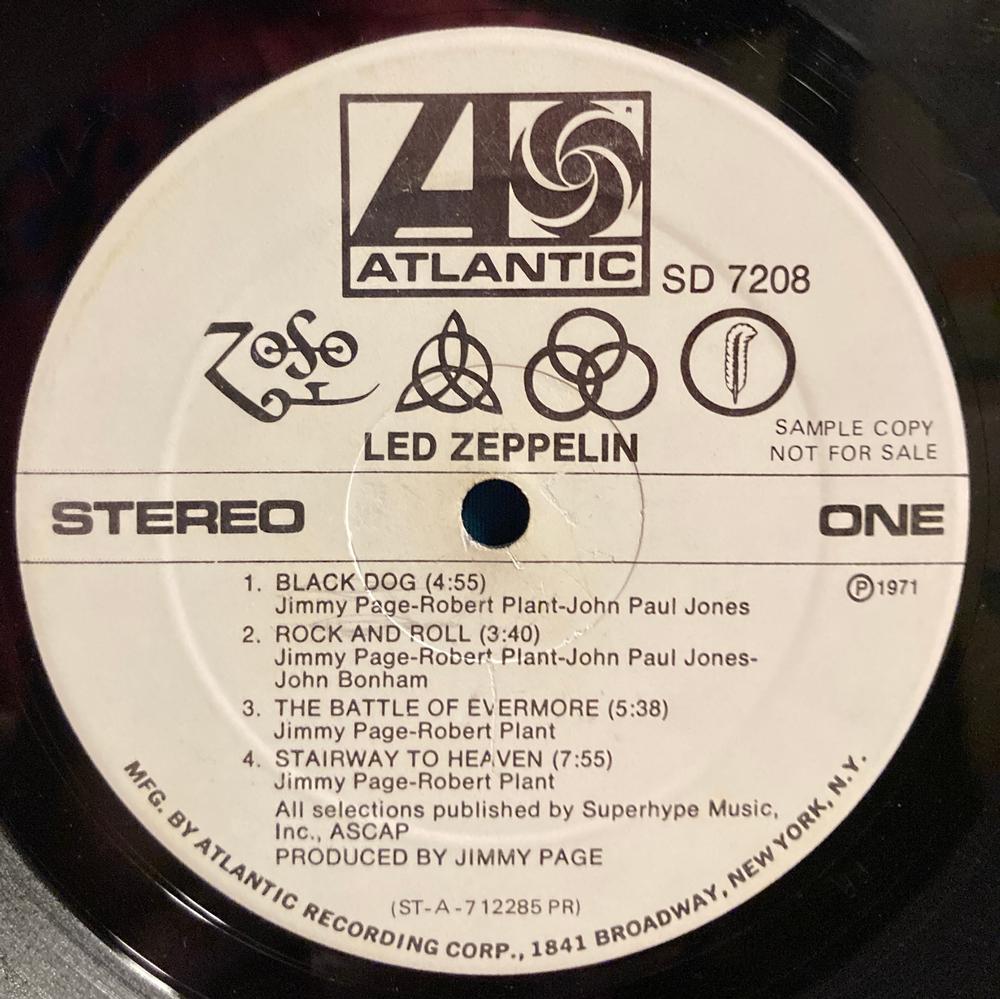 ATLANTIC
SD 7208
ZoSo
LED ZEPPELIN
SAMPLE COPY
NOT FOR SALE
STEREO
ONE
1. BLACK DOG (4:55)
Jimmy Page-Robert Plant-John Paul Jones
℗1971
2. ROCK AND ROLL (3:40)
Jimmy Page-Robert Plant-John Paul Jones-
John Bonham
3. THE BATTLE OF EVERMORE (5:38)
Jimmy Page-Robert Plant
4. STAIRWAY TO HEAVEN (7:55)
Jimmy Page-Robert Plant
All selections published by Superhype Music,
Inc., ASCAP
PRODUCED BY JIMMY PAGE
(ST-A-712285 PR)
MFG. BY ATLANTIC RECORDING CORP., 1841 BROADWAY, NEW YORK, N.Y.